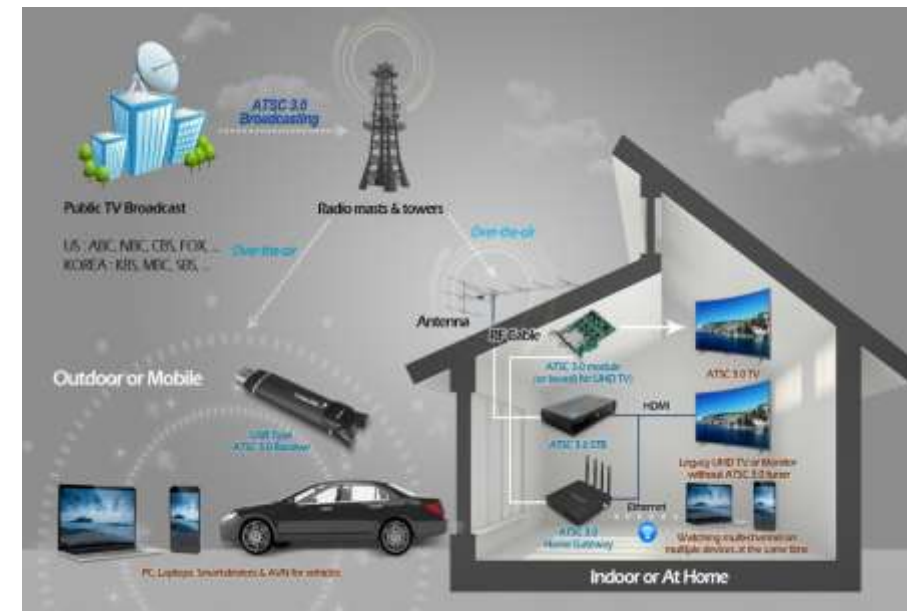 ATSC 3.0
Broadcasting
Public TV Broadcast
Radio masts & towers
US : ABC, NBC, CBS, FOX, ...
KOREA : KBS, MBC, SBS, ...
Over-the-air
Over-the-air
Antenna
RF Cable
ATSC 3.0 module
(or board) for UHD TV)
ATSC 3.0 TV
Outdoor or Mobile
USB Type
ATSC 3.0 Receiver
HDMI
ATSC 3.0 STB
Legacy UHD TV or Monitor
without ATSC 3.0 tuner
Ethernet
ATSC 3.0
Home Gateway
Watching multi-channel on
multiple devices at the same time
PC, Laptops, Smart devices & AVN for vehicles
Indoor or At Home